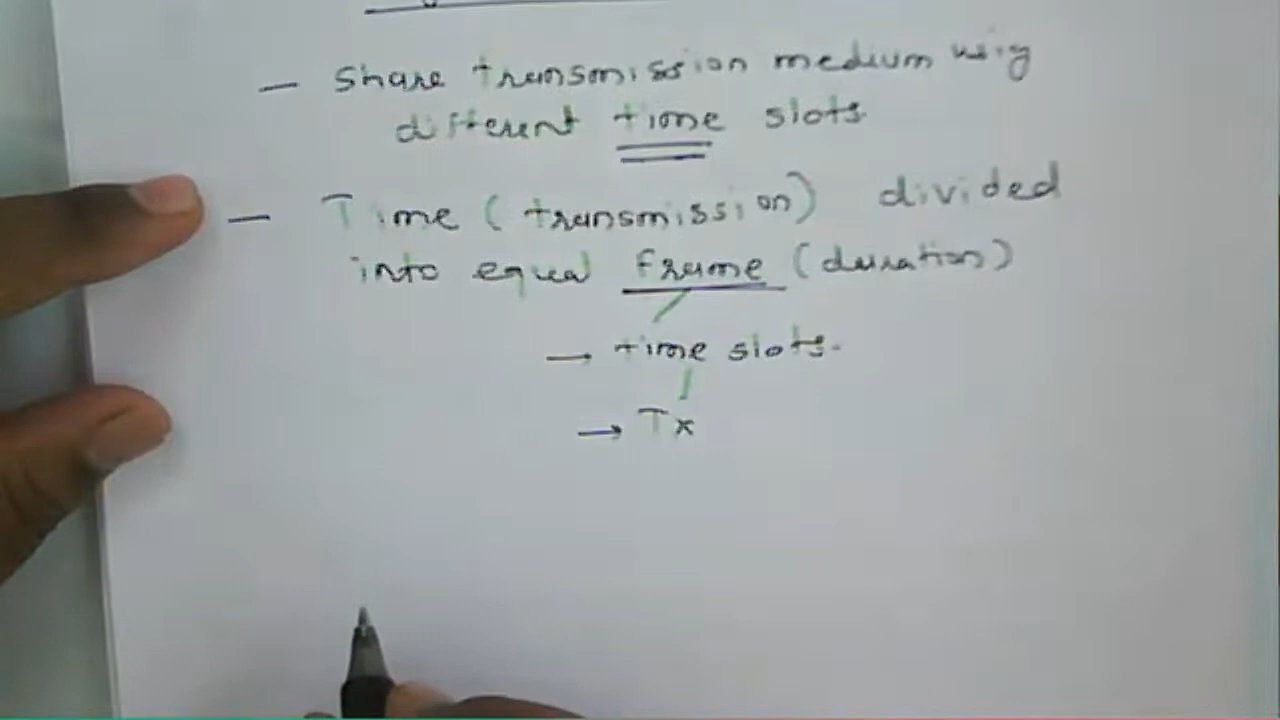 - Share transmission medium using
different time slots.
- Time (transmission) divided
into equal frame (duration)
→ time slots.
→ Tx